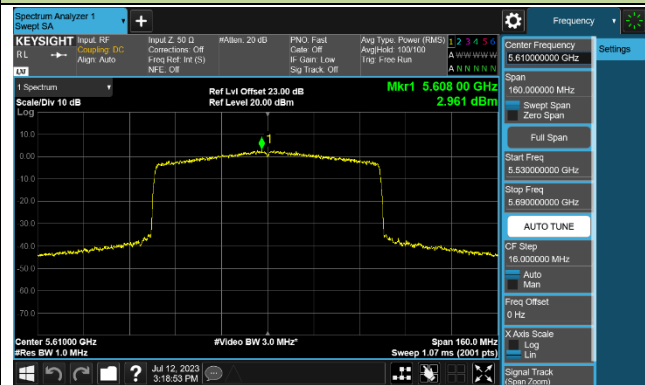 Spectrum Analyzer 1
Swept SA
Frequency
KEYSIGHT
RL
LXI
Input: RF
Coupling: DC
Align: Auto
Input Z: 50 Ω
Corrections: Off
Freq Ref: Int (S)
NFE: Off
#Atten: 20 dB
PNO: Fast
Gate: Off
IF Gain: Low
Sig Track: Off
Avg Type: Power (RMS)
Avg|Hold: 100/100
Trig: Free Run
1 2 3 4 5 6
A W W W W W
A N N N N N
1 Spectrum
Scale/Div 10 dB
Log
Ref Lvl Offset 23.00 dB
Ref Level 20.00 dBm
Mkr1 5.608 00 GHz
2.961 dBm
10.0
0.00
-10.0
-20.0
-30.0
-40.0
-50.0
-60.0
-70.0
1
Center 5.61000 GHz
#Res BW 1.0 MHz
#Video BW 3.0 MHz*
Span 160.0 MHz
Sweep 1.07 ms (2001 pts)
Jul 12, 2023
3:18:53 PM
Center Frequency
5.610000000 GHz
Settings
Span
160.000000 MHz
Swept Span
Zero Span
Full Span
Start Freq
5.530000000 GHz
Stop Freq
5.690000000 GHz
AUTO TUNE
CF Step
16.000000 MHz
Auto
Man
Freq Offset
0 Hz
X Axis Scale
Log
Lin
Signal Track
(Span Zoom)